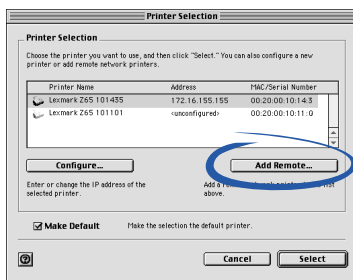 Printer Selection
Printer Selection
Choose the printer you want to use, and then click "Select." You can also configure a new
printer or add remote network printers.
Printer Name Address MAC/Serial Number
Lexmark Z65 101435 172.16.155.155 00:20:00:10:14:3
Lexmark Z65 101101 <unconfigured> 00:20:00:10:11:0
Configure... Add Remote...
Enter or change the IP address of the
selected printer.
Add a
above.
Make Default Make the selection the default printer.
? Cancel Select